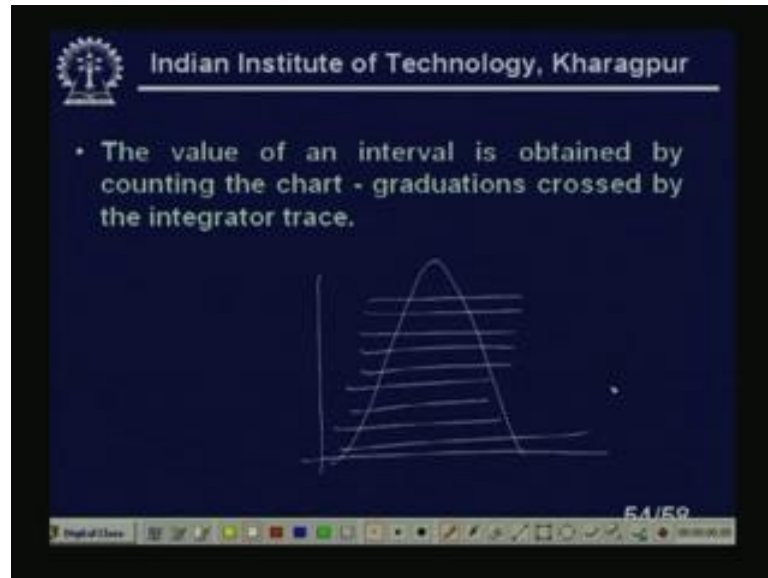 Indian Institute of Technology, Kharagpur
• The value of an interval is obtained by
counting the chart - graduations crossed by
the integrator trace.
54/58